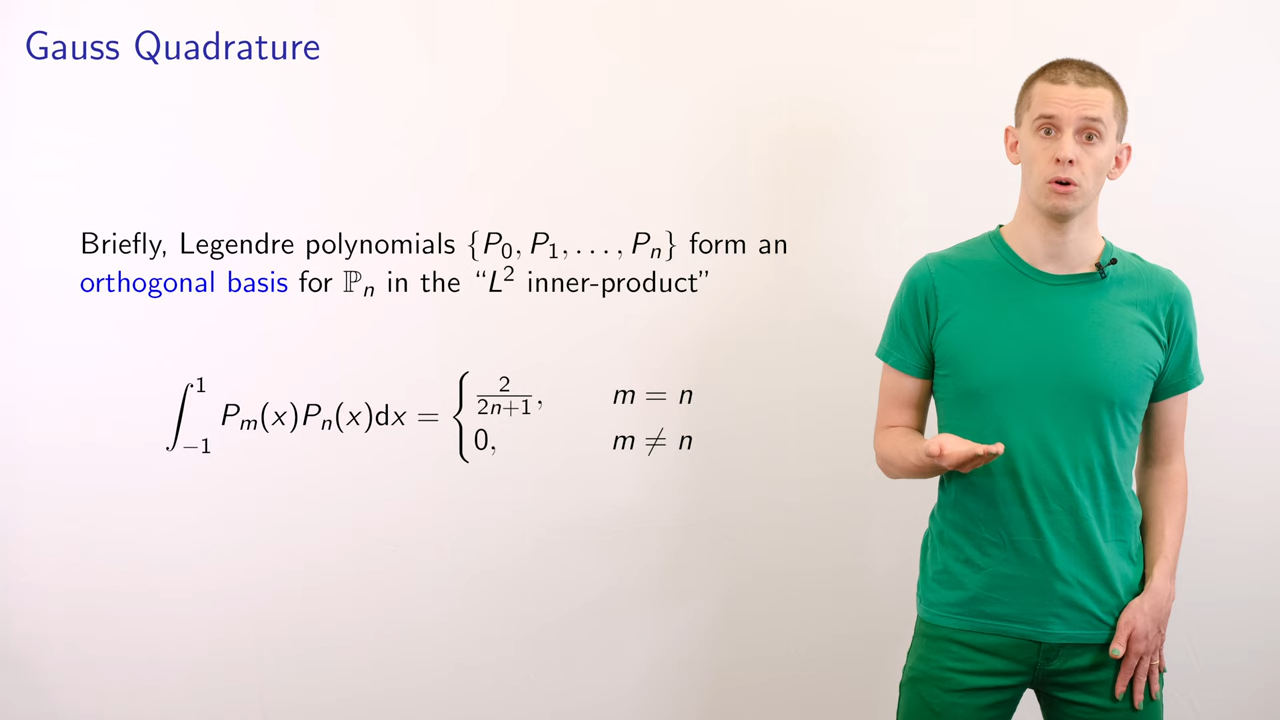 Gauss Quadrature
Briefly, Legendre polynomials {P₀, P₁, . . . , Pₙ} form an
orthogonal basis for ℙₙ in the “L² inner-product”
∫₋₁¹ Pₘ(x)Pₙ(x)dx = { 2/(2n+1), m = n
0, m ≠ n